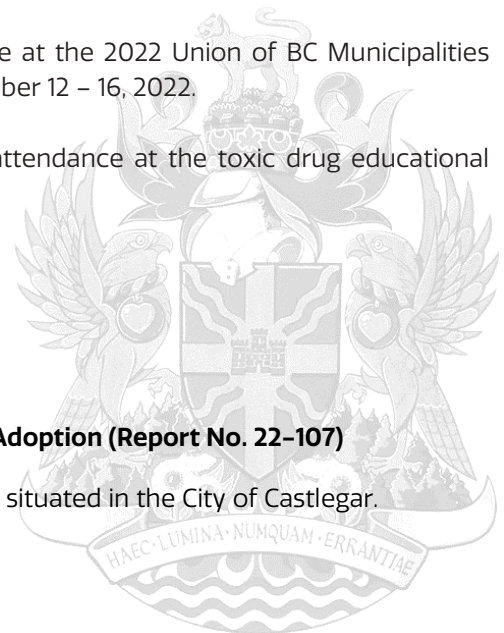 e at the 2022 Union of BC Municipalities
ber 12 – 16, 2022.
attendance at the toxic drug educational
Adoption (Report No. 22-107)
situated in the City of Castlegar.
HAEC·LUMINA·NUMQUAM·ERRANTIAE